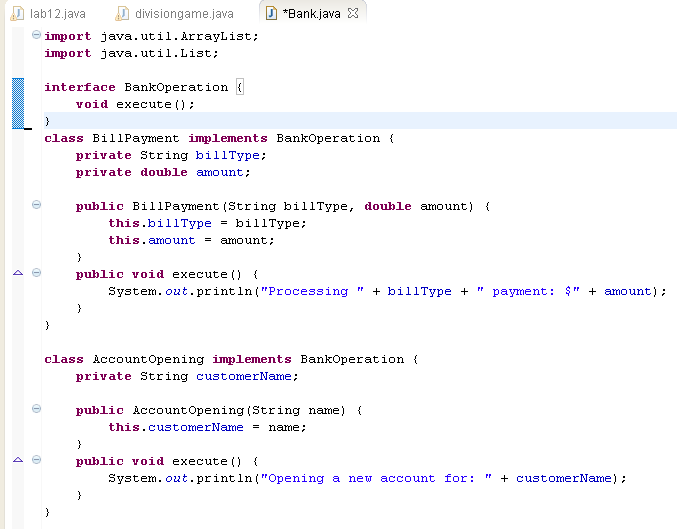 lab12.java divisiongame.java *Bank.java
import java.util.ArrayList;
import java.util.List;
interface BankOperation {
    void execute();
}
class BillPayment implements BankOperation {
    private String billType;
    private double amount;
    public BillPayment(String billType, double amount) {
        this.billType = billType;
        this.amount = amount;
    }
    public void execute() {
        System.out.println("Processing " + billType + " payment: $" + amount);
    }
}
class AccountOpening implements BankOperation {
    private String customerName;
    public AccountOpening(String name) {
        this.customerName = name;
    }
    public void execute() {
        System.out.println("Opening a new account for: " + customerName);
    }
}